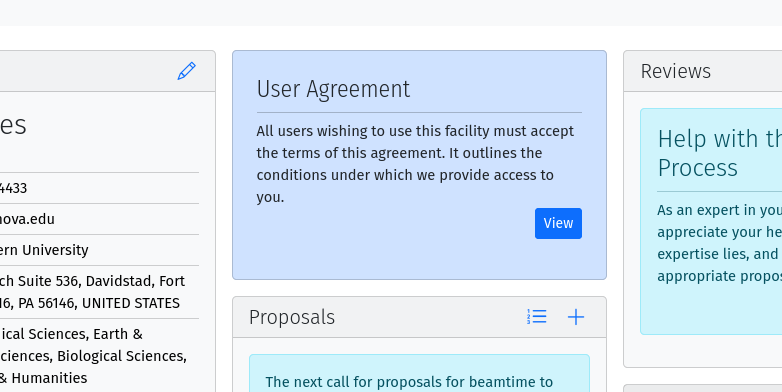 es
4433
nova.edu
ern University
ch Suite 536, Davidstad, Fort
16, PA 56146, UNITED STATES
ical Sciences, Earth &
ciences, Biological Sciences,
& Humanities
User Agreement
All users wishing to use this facility must accept
the terms of this agreement. It outlines the
conditions under which we provide access to
you.
View
Proposals
The next call for proposals for beamtime to
Reviews
Help with th
Process
As an expert in you
appreciate your he
expertise lies, and
appropriate propos